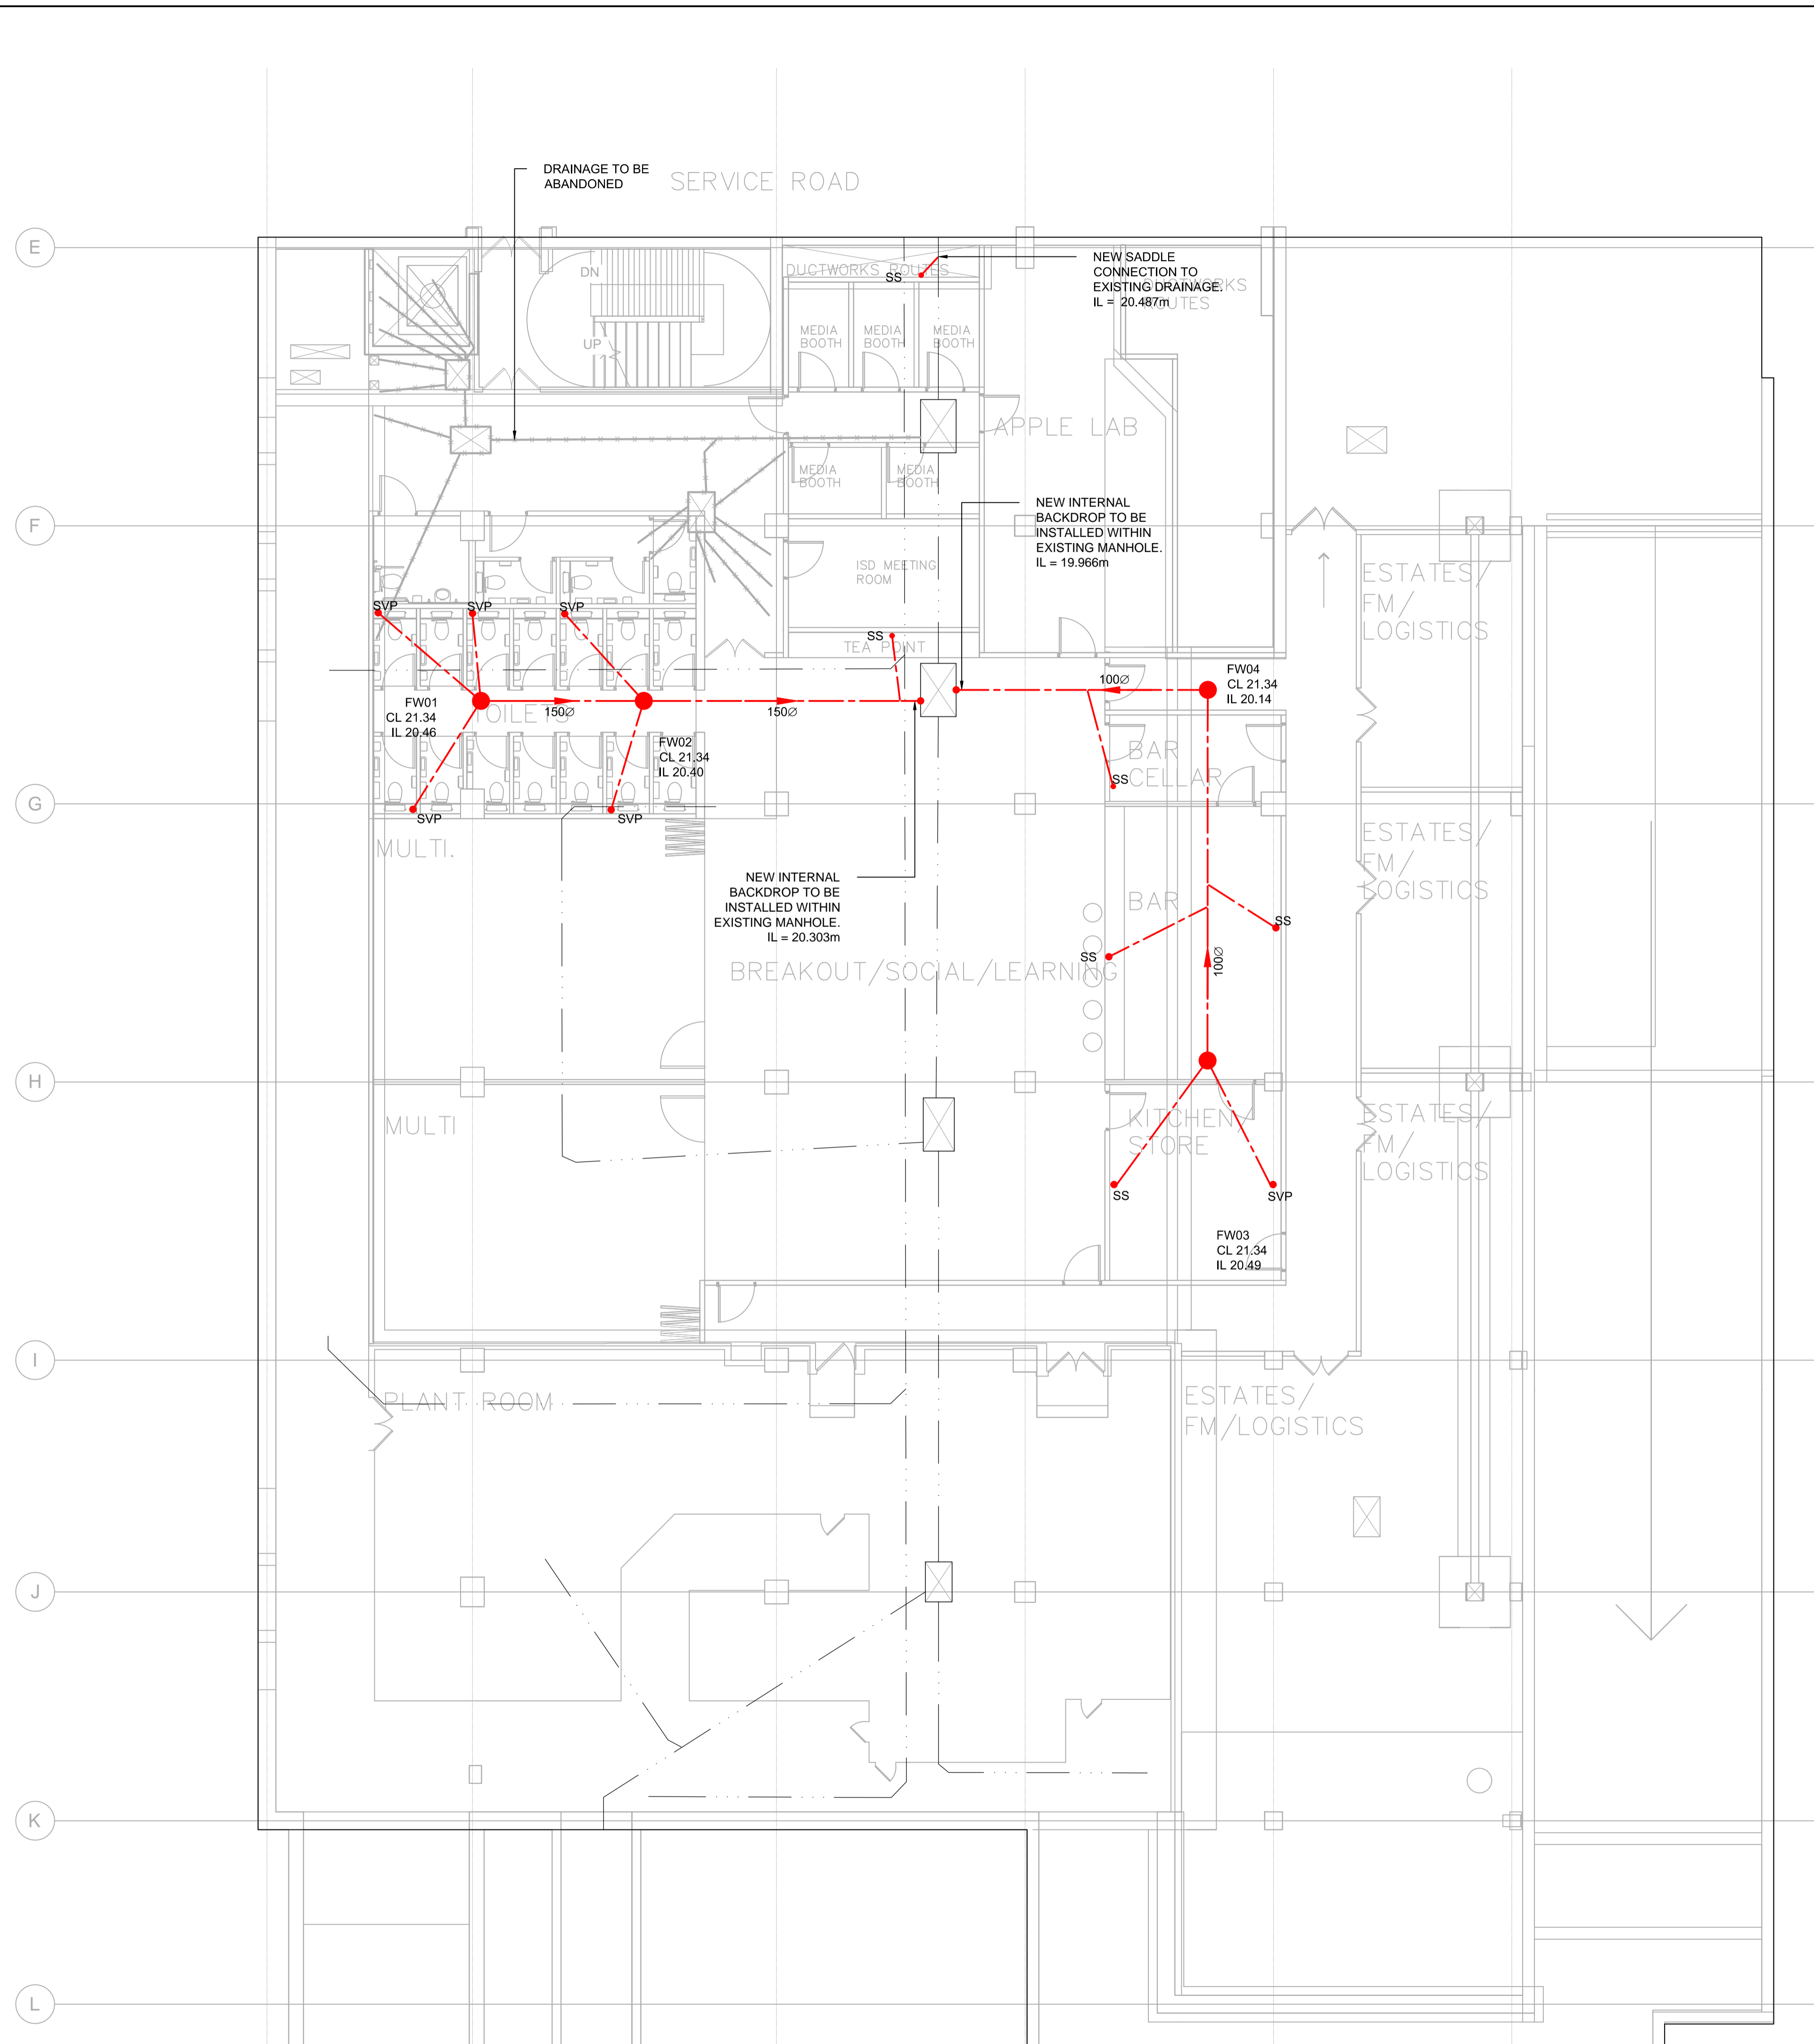 DRAINAGE TO BE
ABANDONED
SERVICE ROAD
E
DN
UP
DUCTWORKS ROUTES
SS
NEW SADDLE
CONNECTION TO
EXISTING DRAINAGE.
IL = 20.487m
DUCTWORKS
ROUTES
MEDIA
BOOTH
MEDIA
BOOTH
MEDIA
BOOTH
APPLE LAB
MEDIA
BOOTH
MEDIA
BOOTH
NEW INTERNAL
BACKDROP TO BE
INSTALLED WITHIN
EXISTING MANHOLE.
IL = 19.966m
F
ISD MEETING
ROOM
ESTATES/
FM/
LOGISTICS
SVP
SVP
SVP
SS
TEA POINT
FW01
CL 21.34
IL 20.46
TOILETS
150Ø
150Ø
100Ø
FW04
CL 21.34
IL 20.14
FW02
CL 21.34
IL 20.40
BAR
CELLAR
SS
G
SVP
SVP
MULTI.
ESTATES/
FM/
LOGISTICS
NEW INTERNAL
BACKDROP TO BE
INSTALLED WITHIN
EXISTING MANHOLE.
IL = 20.303m
BAR
SS
SS
100Ø
BREAKOUT/SOCIAL/LEARNING
H
MULTI
KITCHEN/
STORE
ESTATES/
FM/
LOGISTICS
SS
SVP
FW03
CL 21.34
IL 20.49
I
PLANT ROOM
ESTATES/
FM/LOGISTICS
J
K
L